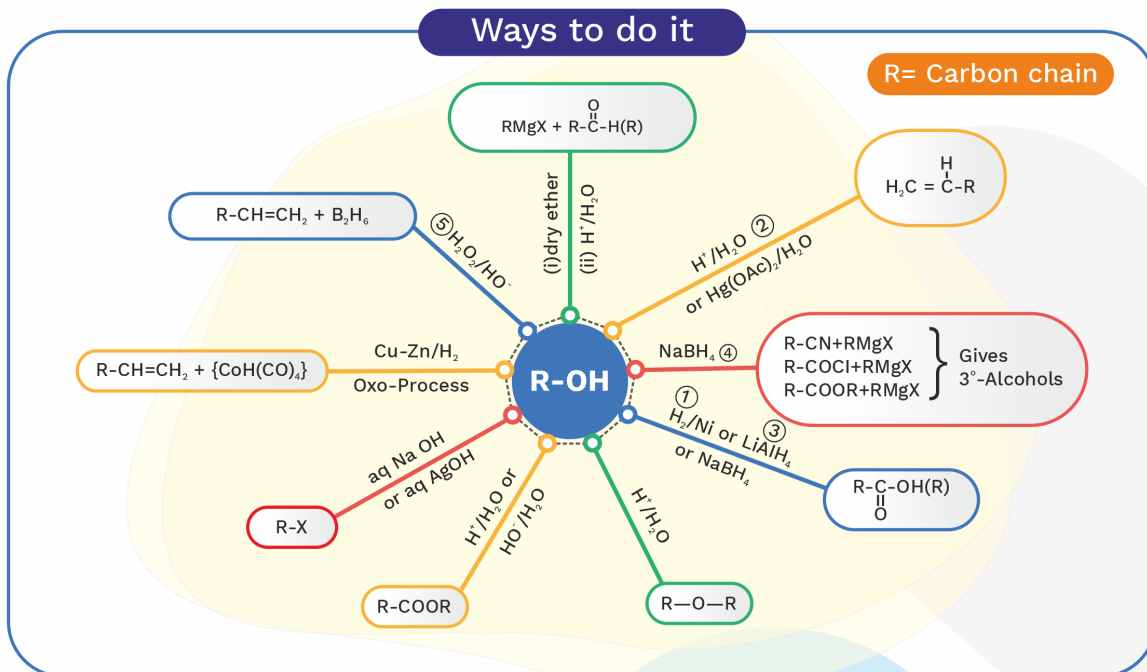 Ways to do it
R= Carbon chain
O
RMgX + R-C-H(R)
(i)dry ether
(ii) H⁺/H₂O
H
H₂C = C-R
H⁺/H₂O ②
or Hg(OAc)₂/H₂O
R-CH=CH₂ + B₂H₆
⑤H₂O₂/HO⁻
R-CN+RMgX
R-COCl+RMgX
R-COOR+RMgX
Gives
3°-Alcohols
NaBH₄ ④
R-CH=CH₂ + {CoH(CO)₄}
Cu-Zn/H₂
Oxo-Process
R-OH
① ③
H₂/Ni or LiAlH₄
or NaBH₄
R-C-OH(R)
O
aq Na OH
or aq AgOH
R-X
H⁺/H₂O or
HO⁻/H₂O
R-COOR
H⁺/H₂O
R—O—R